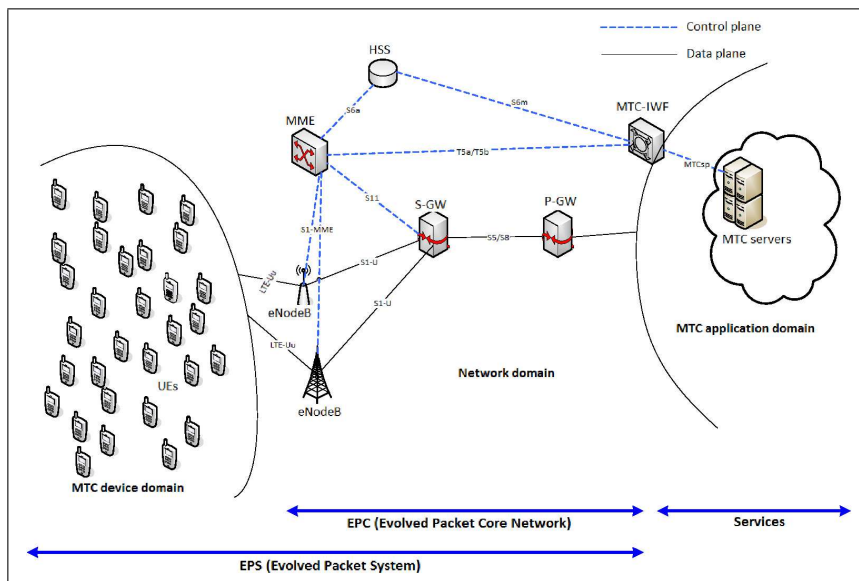 Control plane
Data plane
HSS
S6a
S6m
MTC-IWF
MME
T5a/T5b
MTCsp
S11
S-GW
P-GW
MTC servers
S1-MME
S5/S8
LTE-Uu
S1-U
eNodeB
S1-U
MTC application domain
LTE-Uu
UEs
Network domain
eNodeB
MTC device domain
EPC (Evolved Packet Core Network)
Services
EPS (Evolved Packet System)